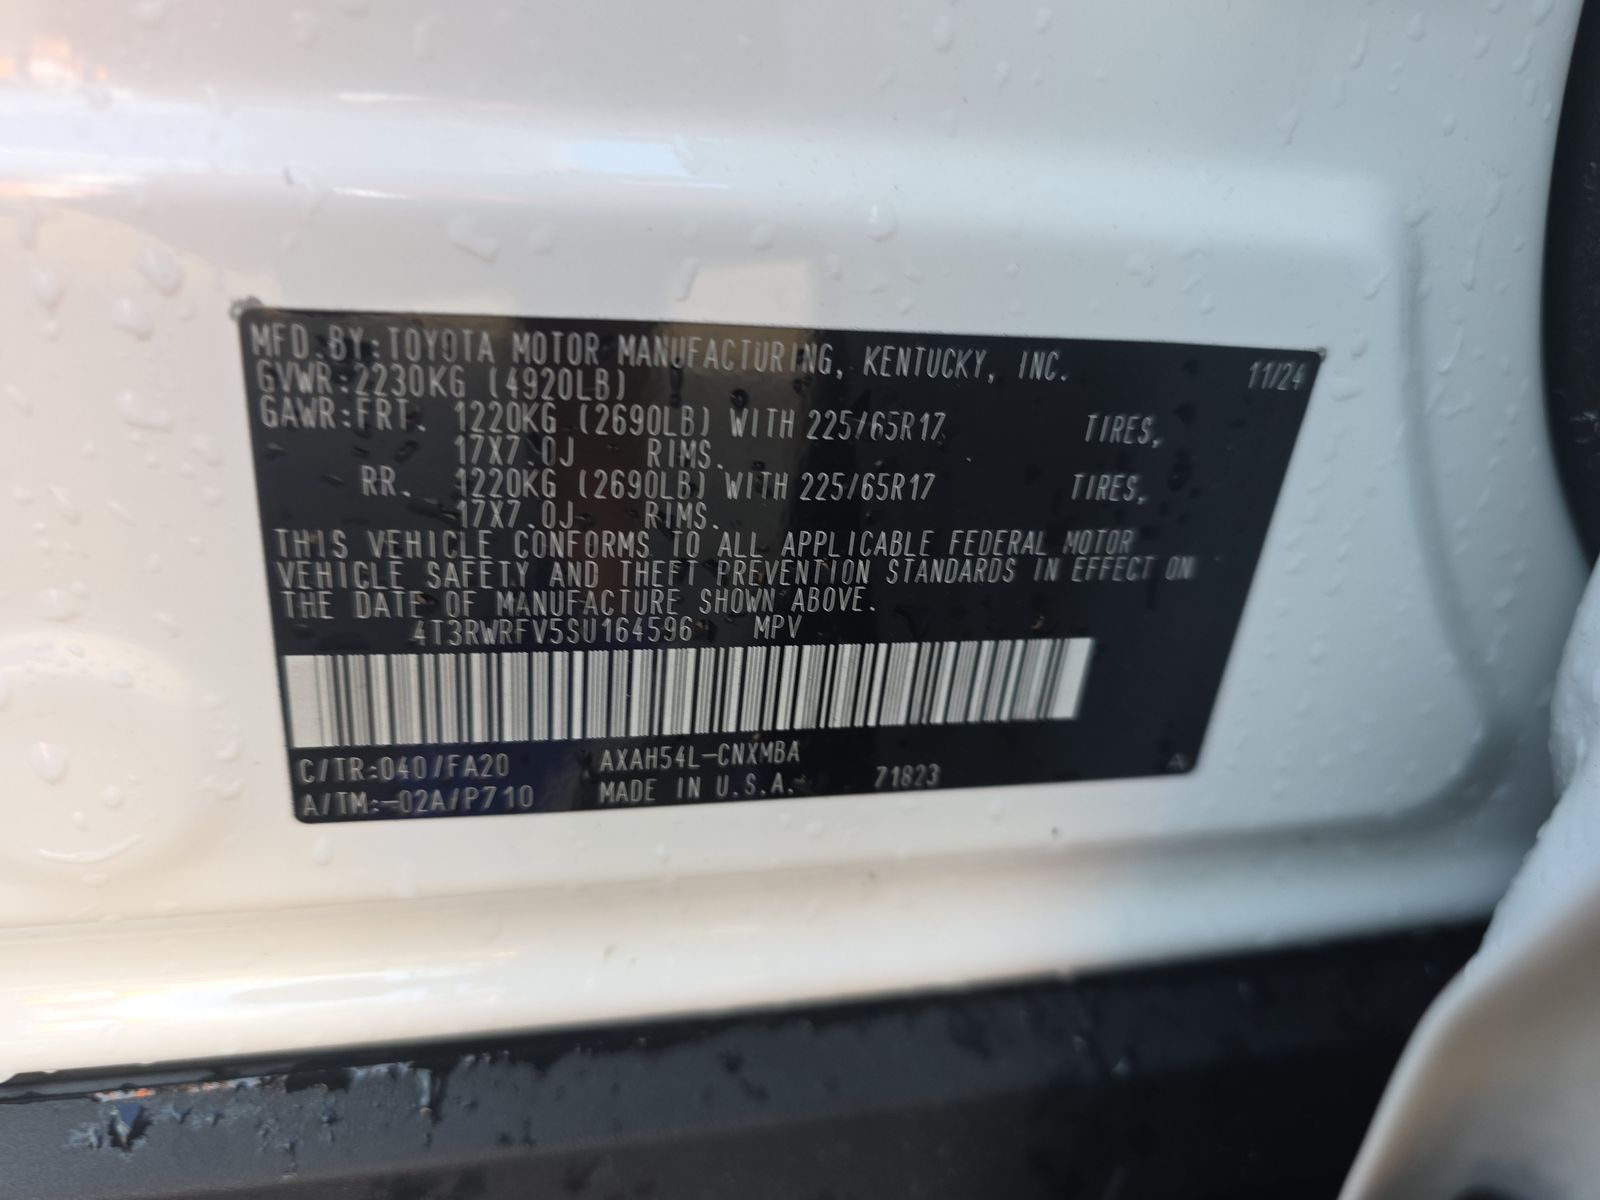 MFD.BY:TOYOTA MOTOR MANUFACTURING, KENTUCKY, INC. 11/24
GVWR:2230KG (4920LB)
GAWR:FRT. 1220KG (2690LB) WITH 225/65R17 TIRES,
17X7.0J RIMS.
RR. 1220KG (2690LB) WITH 225/65R17 TIRES,
17X7.0J RIMS.
THIS VEHICLE CONFORMS TO ALL APPLICABLE FEDERAL MOTOR
VEHICLE SAFETY AND THEFT PREVENTION STANDARDS IN EFFECT ON
THE DATE OF MANUFACTURE SHOWN ABOVE.
4T3RWRFV5SU164596 MPV
C/TR:040/FA20 AXAH54L-CNXMBA
A/TM:-02A/P710 MADE IN U.S.A. 71823